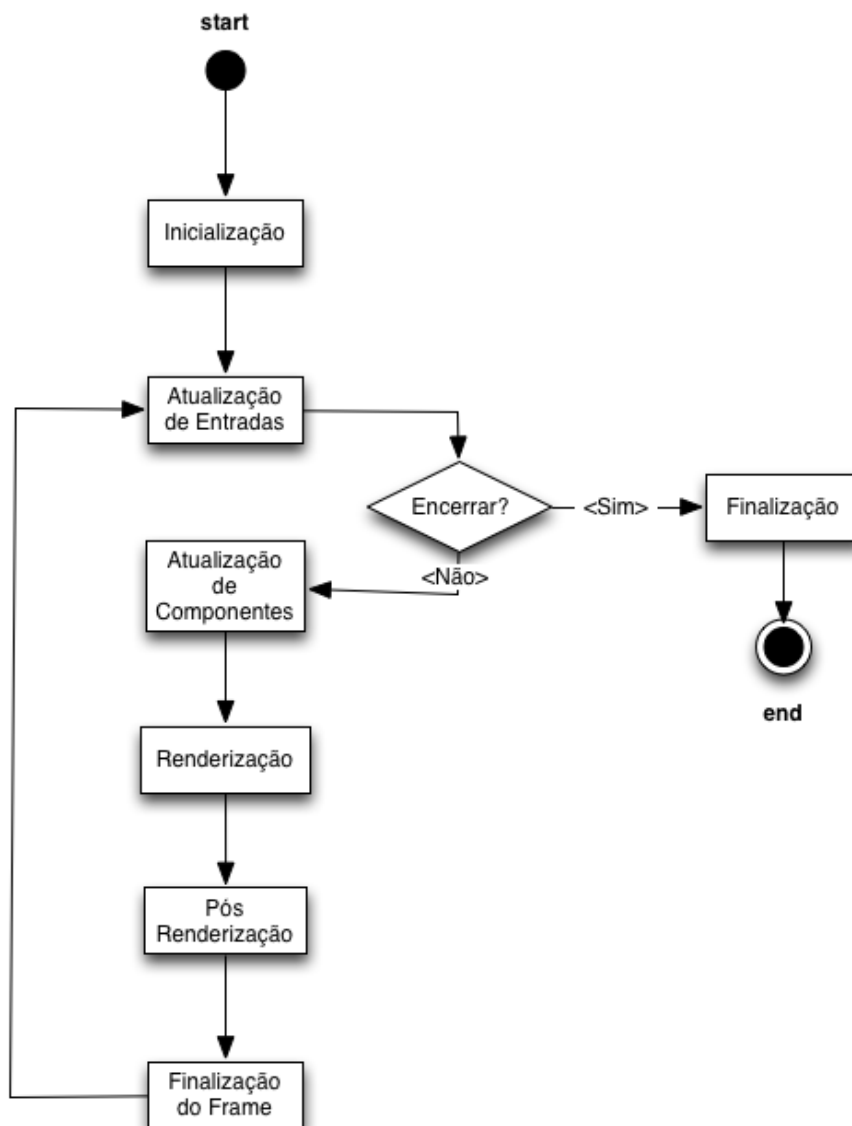 start
Inicialização
Atualização
de Entradas
Encerrar?
<Sim>
Finalização
<Não>
Atualização
de
Componentes
end
Renderização
Pós
Renderização
Finalização
do Frame